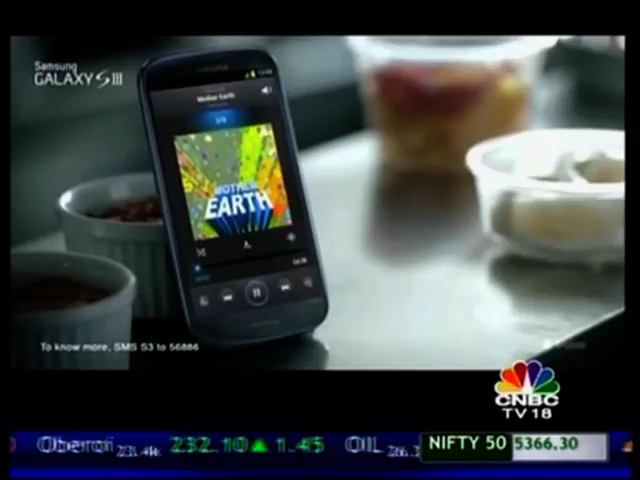 Samsung
GALAXY S III
Mother Earth
MOTHER
EARTH
To know more, SMS S3 to 56886
CNBC
TV 18
Oberoi 232.10 ▲ 1.45 OIL
NIFTY 50 5366.30